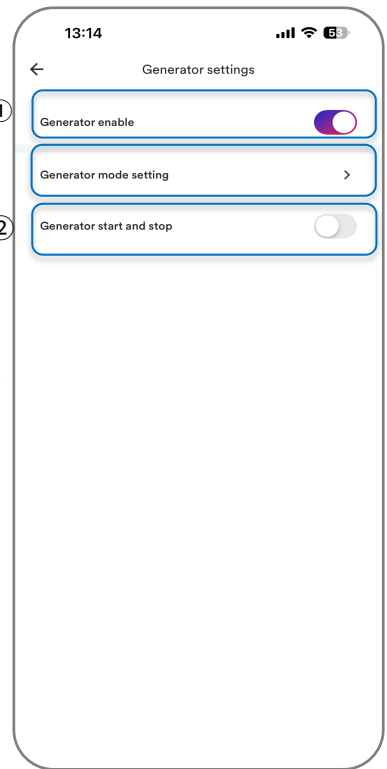 13:14
53
Generator settings
①
Generator enable
Generator mode setting
②
Generator start and stop